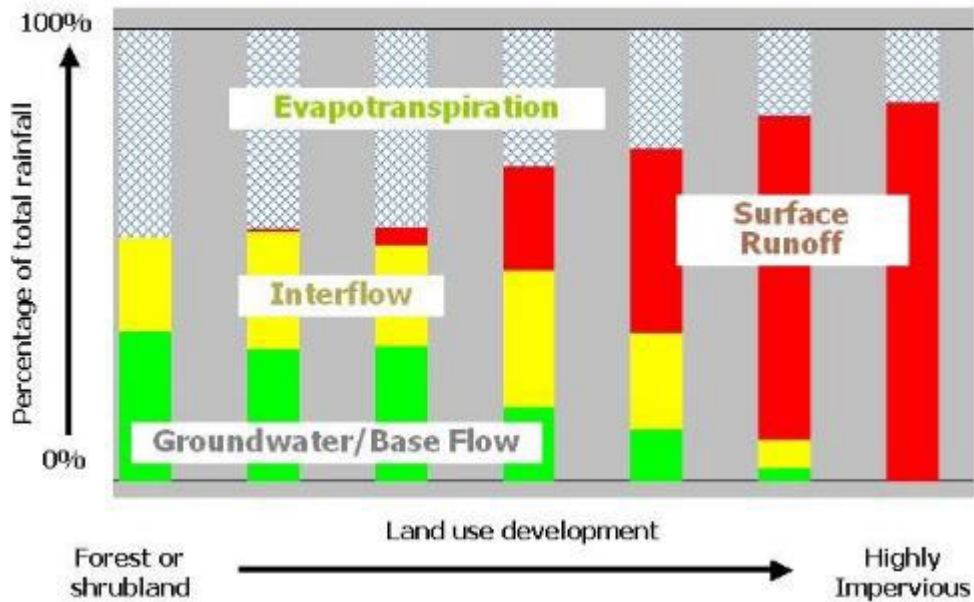 100%
Percentage of total rainfall
0%
Evapotranspiration
Surface
Runoff
Interflow
Groundwater/Base Flow
Land use development
Forest or
shrubland
Highly
Impervious